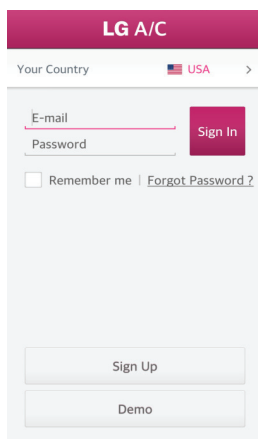 LG A/C
Your Country USA >
E-mail
Sign In
Password
Remember me | Forgot Password ?
Sign Up
Demo